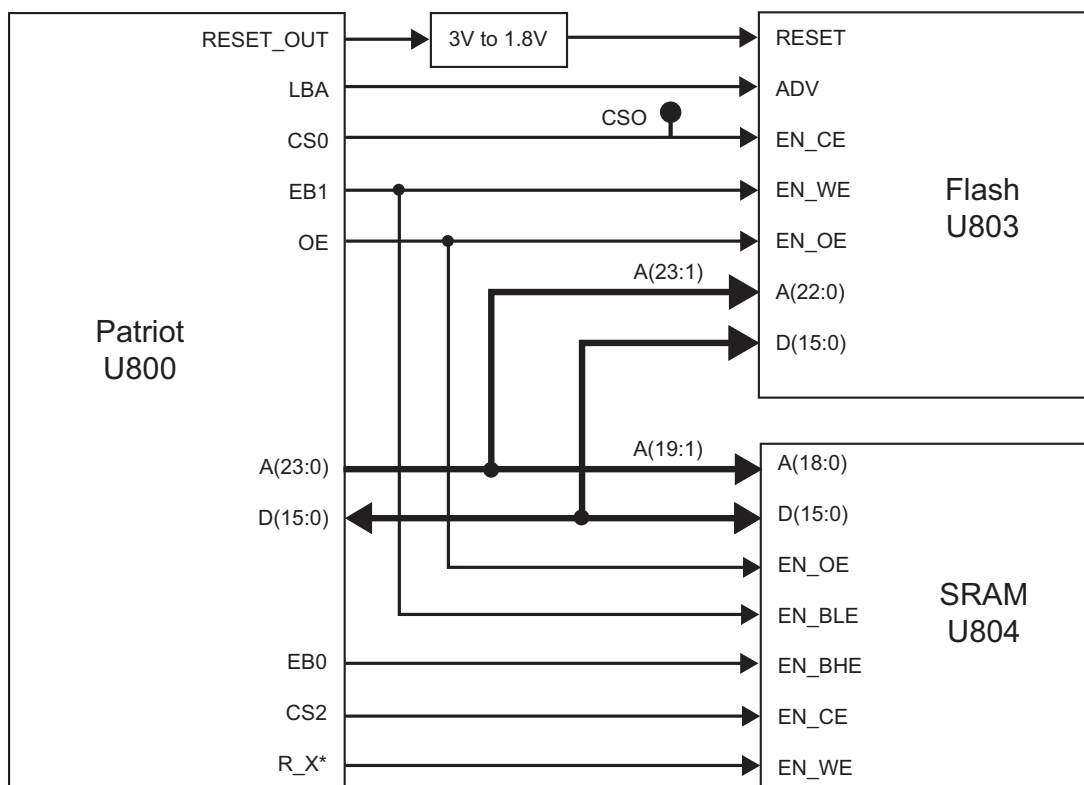 RESET_OUT
3V to 1.8V
RESET
LBA
ADV
CSO
CS0
EN_CE
EB1
EN_WE
Flash
U803
OE
EN_OE
A(23:1)
A(22:0)
Patriot
U800
D(15:0)
A(23:0)
A(19:1)
A(18:0)
D(15:0)
D(15:0)
EN_OE
SRAM
U804
EN_BLE
EB0
EN_BHE
CS2
EN_CE
R_X*
EN_WE